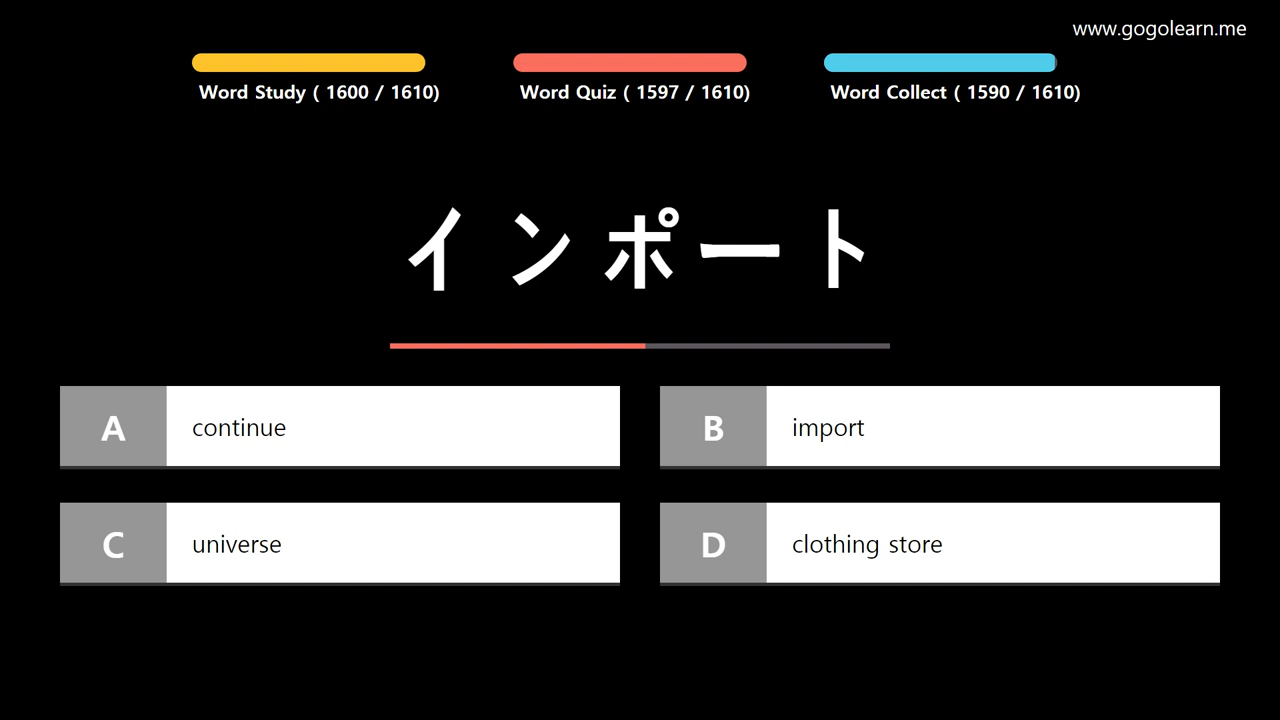 www.gogolearn.me
Word Study ( 1600 / 1610)
Word Quiz ( 1597 / 1610)
Word Collect ( 1590 / 1610)
インポート
A continue
B import
C universe
D clothing store